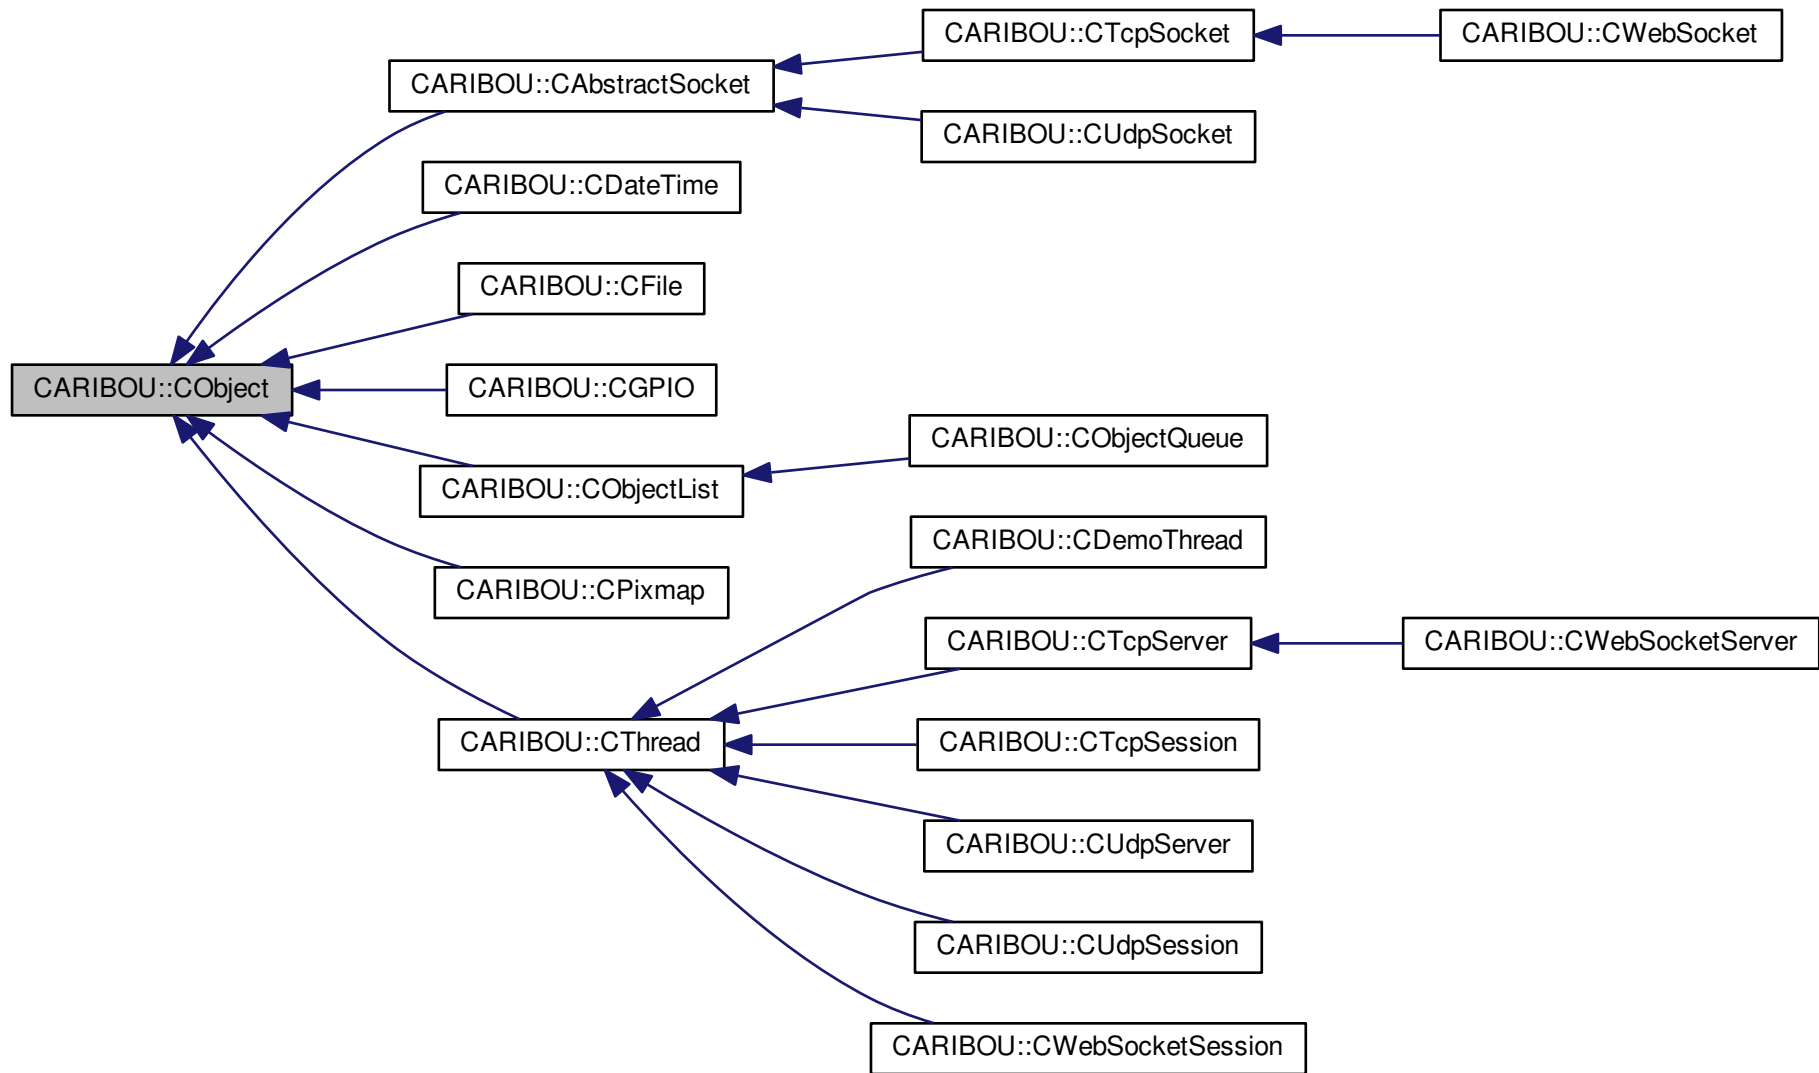 CARIBOU::CTcpSocket
CARIBOU::CWebSocket
CARIBOU::CAbstractSocket
CARIBOU::CUdpSocket
CARIBOU::CDateTime
CARIBOU::CFile
CARIBOU::CObject
CARIBOU::CGPIO
CARIBOU::CObjectQueue
CARIBOU::CObjectList
CARIBOU::CDemoThread
CARIBOU::CPixmap
CARIBOU::CTcpServer
CARIBOU::CWebSocketServer
CARIBOU::CThread
CARIBOU::CTcpSession
CARIBOU::CUdpServer
CARIBOU::CUdpSession
CARIBOU::CWebSocketSession